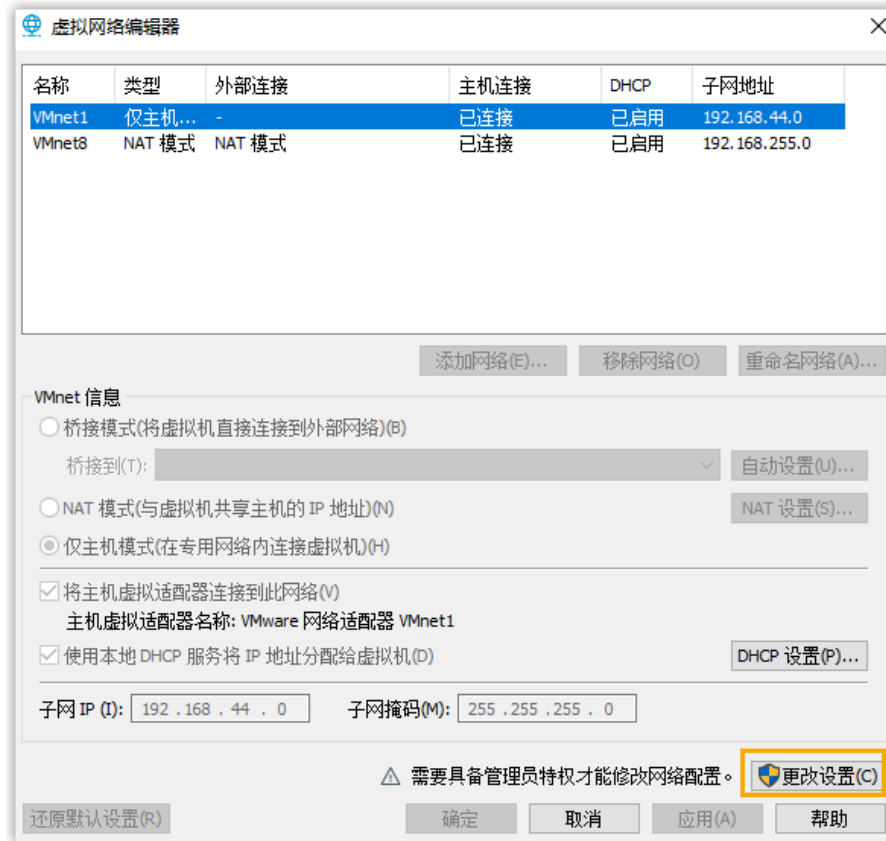 虚拟网络编辑器
名称 类型 外部连接 主机连接 DHCP 子网地址
VMnet1 仅主机... - 已连接 已启用 192.168.44.0
VMnet8 NAT 模式 NAT 模式 已连接 已启用 192.168.255.0
添加网络(E)... 移除网络(O) 重命名网络(A)...
VMnet 信息
桥接模式(将虚拟机直接连接到外部网络)(B)
桥接到(T): 自动设置(U)...
NAT 模式(与虚拟机共享主机的 IP 地址)(N) NAT 设置(S)...
仅主机模式(在专用网络内连接虚拟机)(H)
将主机虚拟适配器连接到此网络(V)
主机虚拟适配器名称: VMware 网络适配器 VMnet1
使用本地 DHCP 服务将 IP 地址分配给虚拟机(D) DHCP 设置(P)...
子网 IP (I): 192 . 168 . 44 . 0 子网掩码(M): 255 . 255 . 255 . 0
需要具备管理员特权才能修改网络配置。 更改设置(C)
还原默认设置(R) 确定 取消 应用(A) 帮助